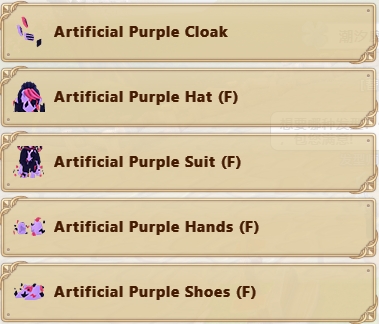 Artificial Purple Cloak
Artificial Purple Hat (F)
Artificial Purple Suit (F)
Artificial Purple Hands (F)
Artificial Purple Shoes (F)